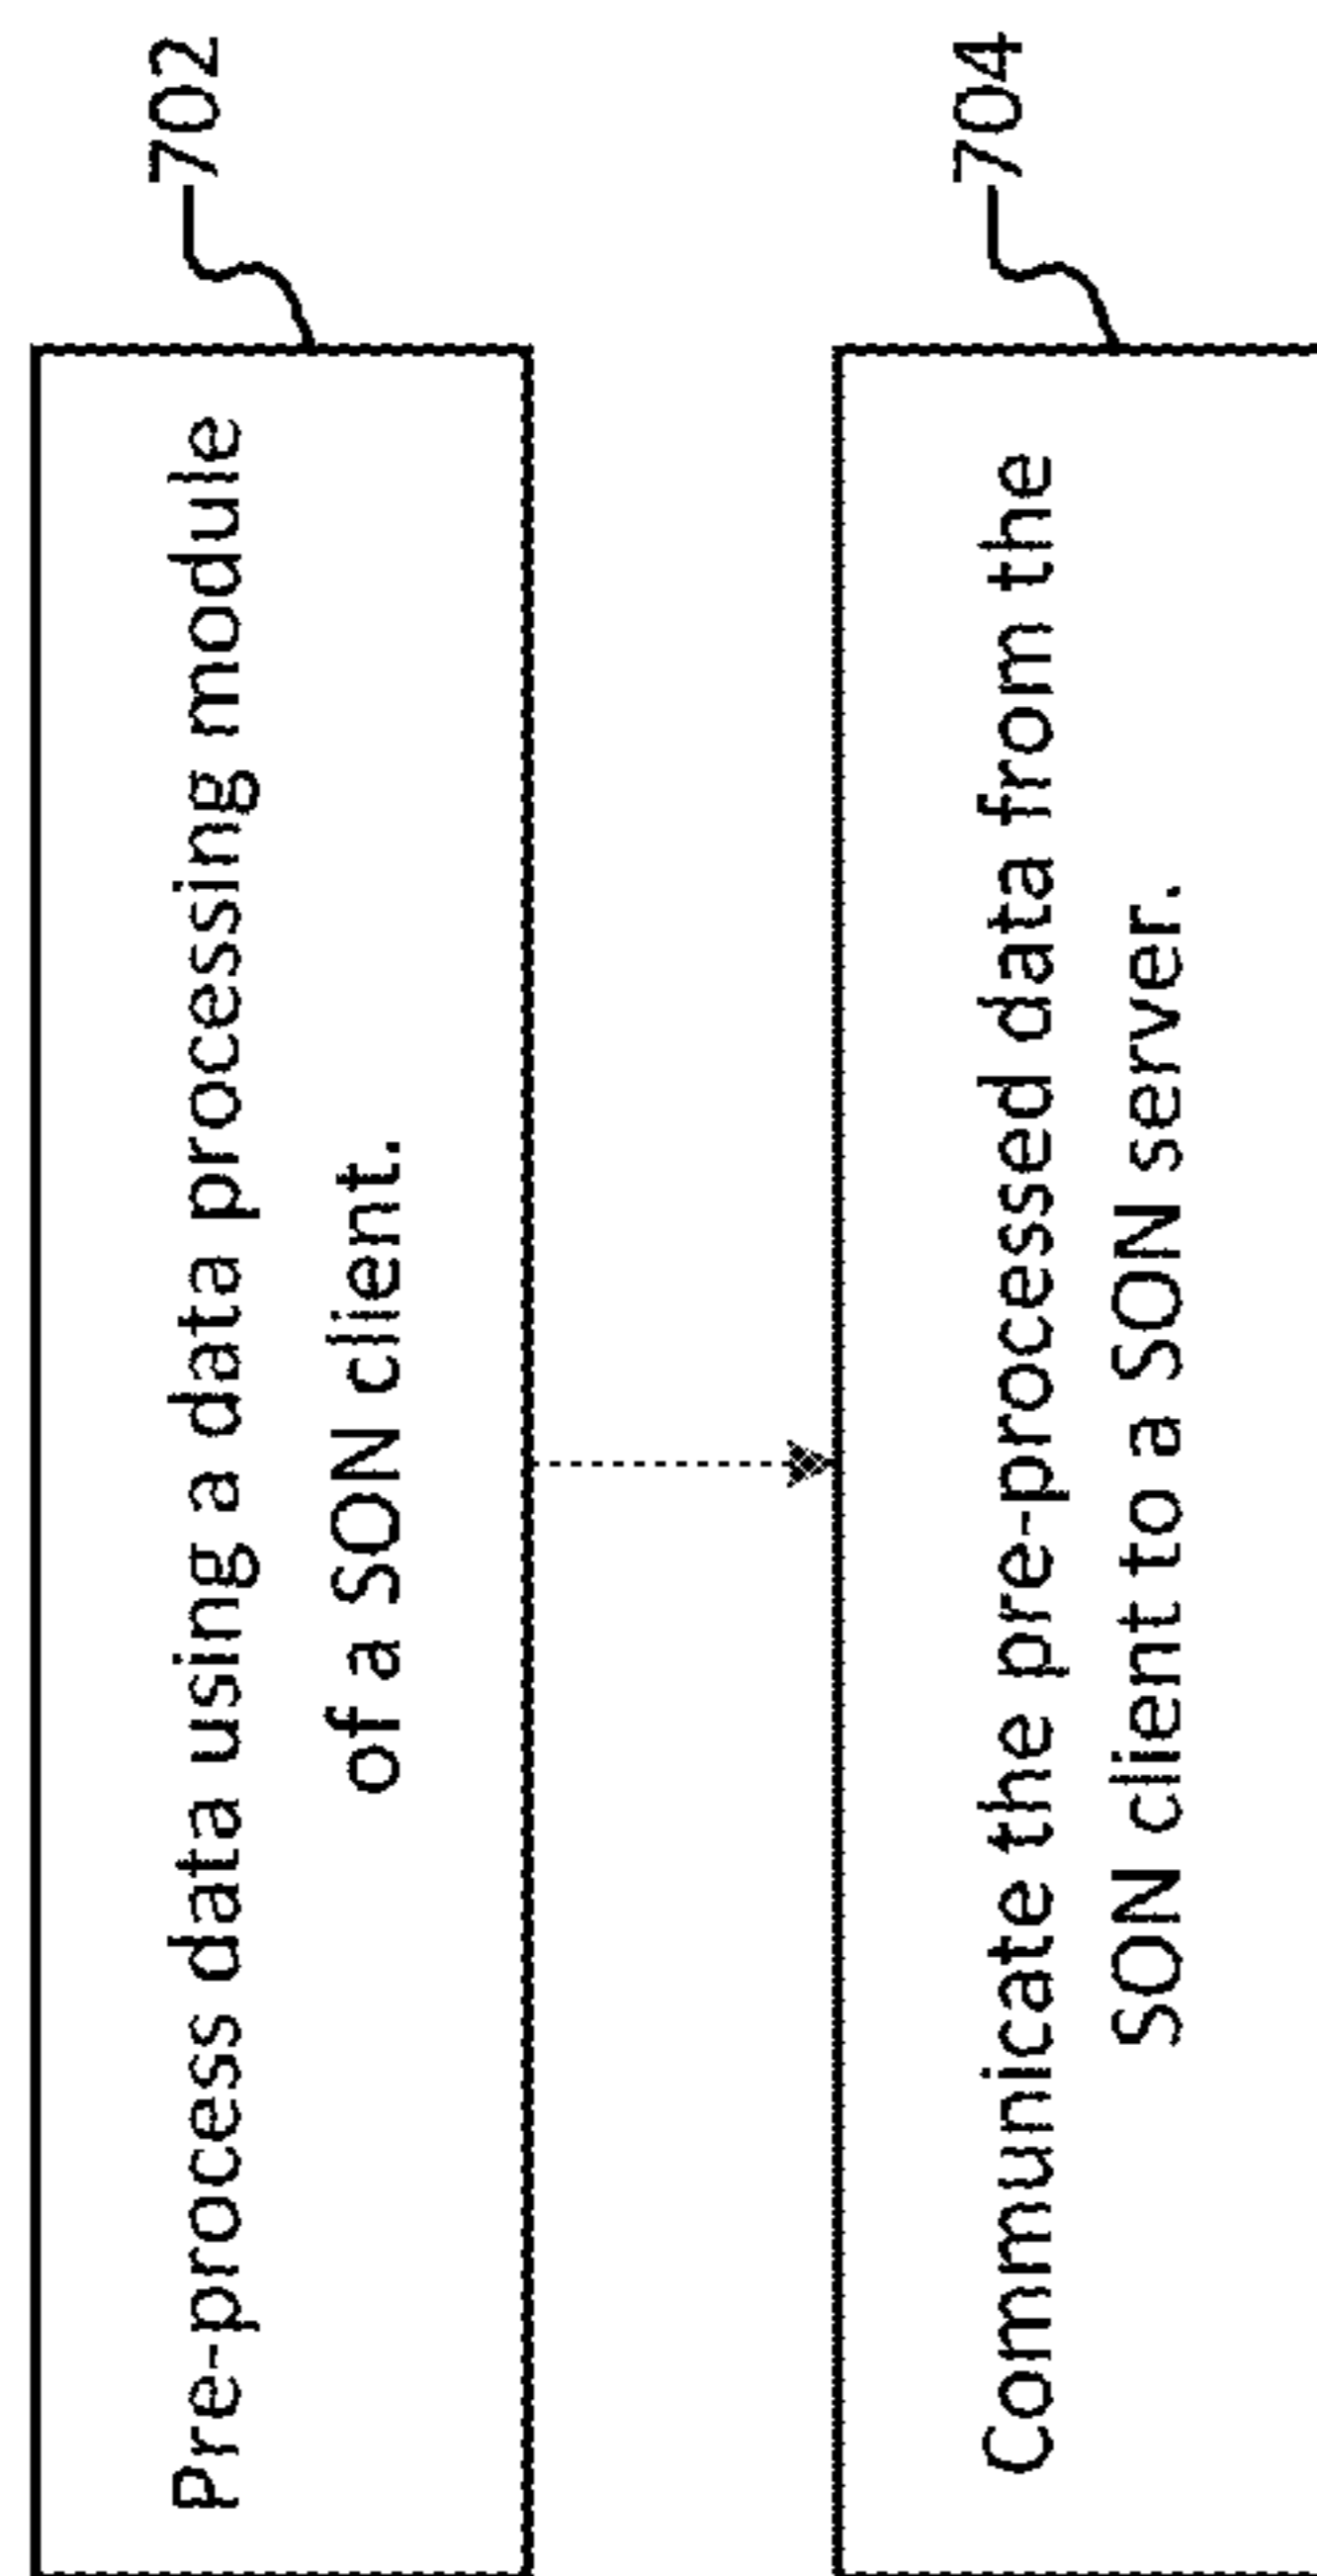 702
Pre-process data using a data processing module
of a SON client.
704
Communicate the pre-processed data from the
SON client to a SON server.